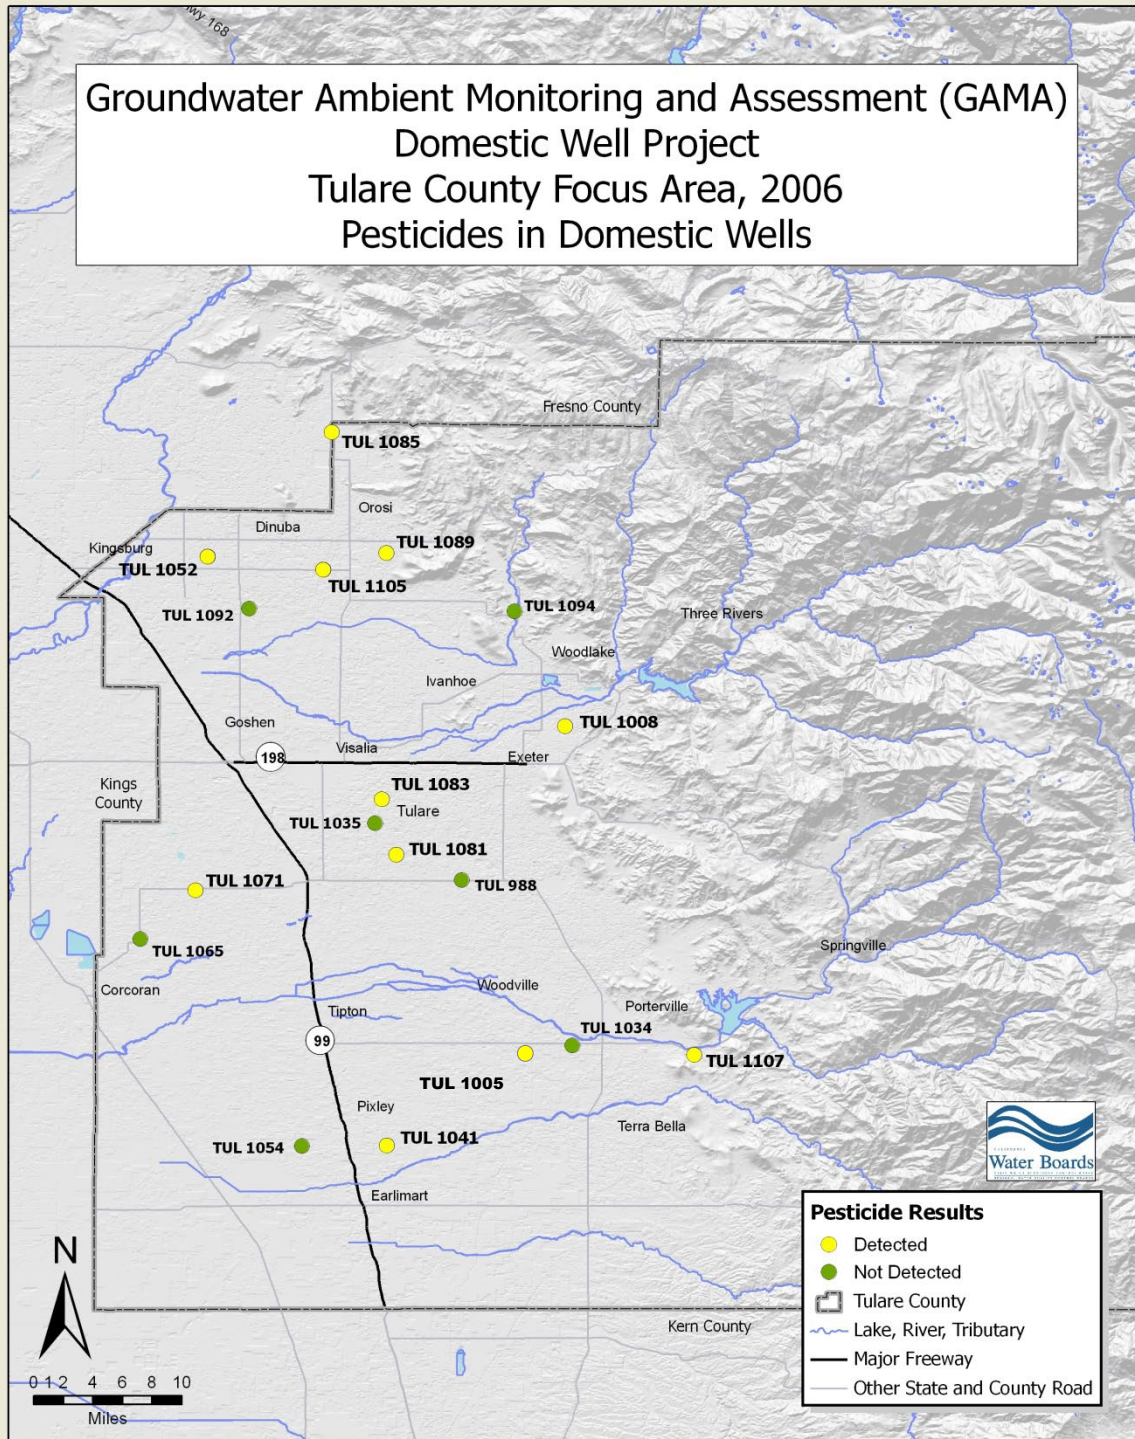 Hwy 168
Groundwater Ambient Monitoring and Assessment (GAMA)
Domestic Well Project
Tulare County Focus Area, 2006
Pesticides in Domestic Wells
Fresno County
TUL 1085
Orosi
Dinuba
Kingsburg
TUL 1089
TUL 1052
TUL 1105
TUL 1092
TUL 1094
Three Rivers
Woodlake
Ivanhoe
Goshen
TUL 1008
Visalia
198
Exeter
Kings
County
TUL 1083
Tulare
TUL 1035
TUL 1081
TUL 1071
TUL 988
TUL 1065
Springville
Corcoran
Woodville
Porterville
Tipton
TUL 1034
99
TUL 1107
TUL 1005
Pixley
Terra Bella
TUL 1054
TUL 1041
Earlimart
CALIFORNIA
Water Boards
Pesticide Results
Detected
Not Detected
Tulare County
Lake, River, Tributary
Major Freeway
Other State and County Road
N
Kern County
0 1 2 4 6 8 10
Miles